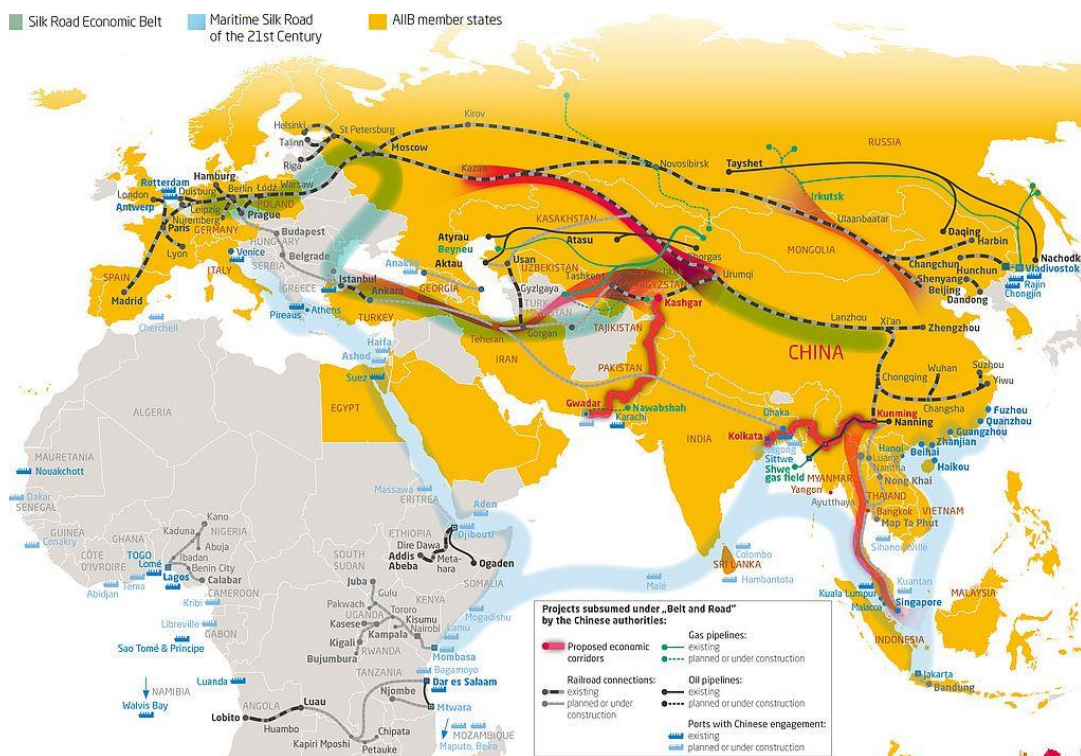 Silk Road Economic Belt
Maritime Silk Road
of the 21st Century
AIIB member states
Kirov
Helsinki
St Petersburg
Talinn
Moscow
RUSSIA
Riga
Kazan
Novosibirsk
Tayshet
Hamburg
Rotterdam
Berlin
Łódź
Warsaw
London
Duisburg
POLAND
Irkutsk
Antwerp
Leipzig
Prague
Ulaanbaatar
Nuremberg
Paris
GERMANY
KASAKHSTAN
Budapest
Atyrau
Atasu
MONGOLIA
Daqing
Lyon
HUNGARY
Beyneu
Harbin
Venice
Belgrade
Aktau
Usan
Urumqi
Changchun
Hunchun
Nachodk
SPAIN
ITALY
SERBIA
Anaklia
UZBEKISTAN
Shenyang
Vladivostok
Istanbul
GEORGIA
Tashkent
Beijing
Rajin
Madrid
GREECE
Ankara
Gyzlgaya
Kashgar
Dandong
Chongjin
Athens
Pireaus
TURKEY
Lanzhou
Xi'an
Cherchell
Teheran
Gorgan
TAJIKISTAN
Zhengzhou
Haifa
IRAN
CHINA
Ashod
PAKISTAN
Suzhou
Suez
Wuhan
Chongqing
Yiwu
ALGERIA
EGYPT
Gwadar
Nawabshah
Dhaka
Changsha
Kunming
Fuzhou
Karachi
Kolkata
Nanning
Quanzhou
INDIA
Guangzhou
Sittwe
Hanoi
Zhanjian
MAURETANIA
Shwe
gas field
Luang
Namtha
Beihai
Nouakchott
MYANMAR
Haikou
Massawa
Yangon
Nong Khai
ERITREA
Aden
THAILAND
Dakar
SENEGAL
Ayutthaya
VIETNAM
Kano
Djibouti
Bangkok
Kaduna
NIGERIA
Map Ta Phut
GUINEA
Conakry
GHANA
Abuja
ETHIOPIA
Dire Dawa
Colombo
Sihanoukville
CÔTE
D'IVOIRE
TOGO
Ibadan
SOUTH
SUDAN
Addis
Abeba
Meta-
hara
SRI LANKA
Lomé
Benin City
Ogaden
Hambantota
Tema
Lagos
Calabar
Juba
SOMALIA
Malé
Kuantan
Abidjan
CAMEROON
Gulu
Kuala Lumpur
MALAYSIA
Kribi
Pakwach
KENYA
Mogadishu
Malacca
Singapore
Libreville
UGANDA
Tororo
Kisumu
Kasese
Nairobi
Lamu
GABON
Kampala
INDONESIA
Kigali
RWANDA
Sao Tomé & Principe
Bujumbura
Mombasa
Bagamoyo
Jakarta
TANZANIA
Luanda
Dar es Salaam
Bandung
NAMIBIA
Njombe
Walvis Bay
ANGOLA
Luau
Mtwara
Lobito
Chipata
MOZAMBIQUE
Huambo
Petauke
Maputo, Beira
Kapiri Mposhi
Projects subsumed under „Belt and Road"
by the Chinese authorities:
Proposed economic
corridors
Railroad connections:
existing
planned or under
construction
Gas pipelines:
existing
planned or under construction
Oil pipelines:
existing
planned or under construction
Ports with Chinese engagement:
existing
planned or under construction